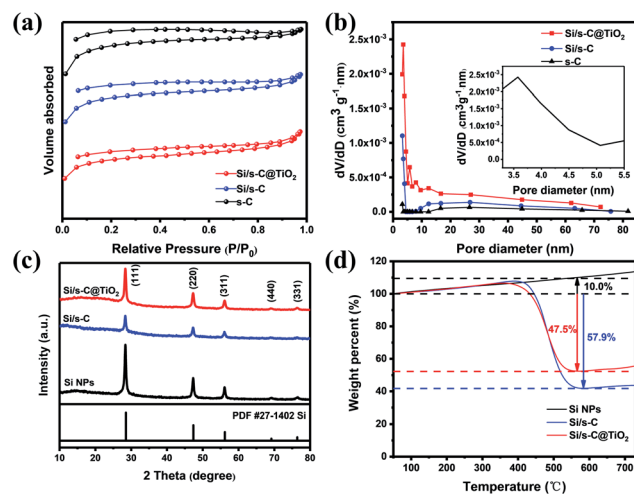 (a)
Volume absorbed
Si/s-C@TiO₂
Si/s-C
s-C
0.0 0.2 0.4 0.6 0.8 1.0
Relative Pressure (P/P₀)
(b)
dV/dD (cm³g⁻¹·nm)
2.5x10⁻³
2.0x10⁻³
1.5x10⁻³
1.0x10⁻³
5.0x10⁻⁴
0.0
Si/s-C@TiO₂
Si/s-C
s-C
dV/dD (cm3g⁻¹·nm)
2.5x10⁻³
2.0x10⁻³
1.5x10⁻³
1.0x10⁻³
5.0x10⁻⁴
0.0
3.5 4.0 4.5 5.0 5.5
Pore diameter (nm)
0 10 20 30 40 50 60 70 80 90
Pore diameter (nm)
(c)
Intensity (a.u.)
(111)
(220)
(311)
(440)
(331)
Si/s-C@TiO₂
Si/s-C
Si NPs
PDF #27-1402 Si
10 20 30 40 50 60 70 80
2 Theta (degree)
(d)
Weight percent (%)
120
100
80
60
40
20
0
10.0%
47.5%
57.9%
Si NPs
Si/s-C
Si/s-C@TiO₂
100 200 300 400 500 600 700
Temperature (℃)